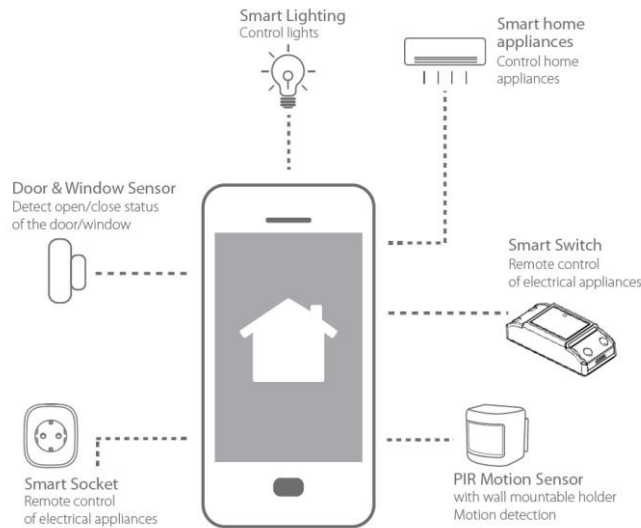 Smart Lighting
Control lights
Smart home
appliances
Control home
appliances
Door & Window Sensor
Detect open/close status
of the door/window
Smart Switch
Remote control
of electrical appliances
Smart Socket
Remote control
of electrical appliances
PIR Motion Sensor
with wall mountable holder
Motion detection